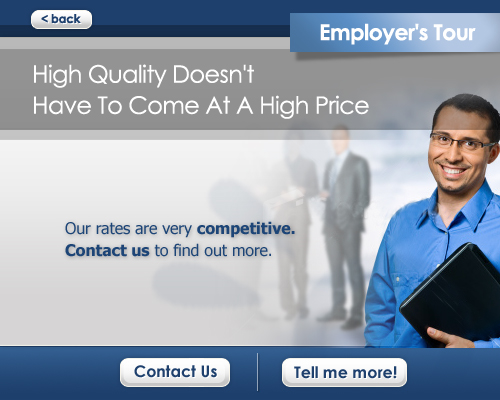 < back
Employer's Tour
High Quality Doesn't
Have To Come At A High Price
Our rates are very competitive.
Contact us to find out more.
Contact Us
Tell me more!